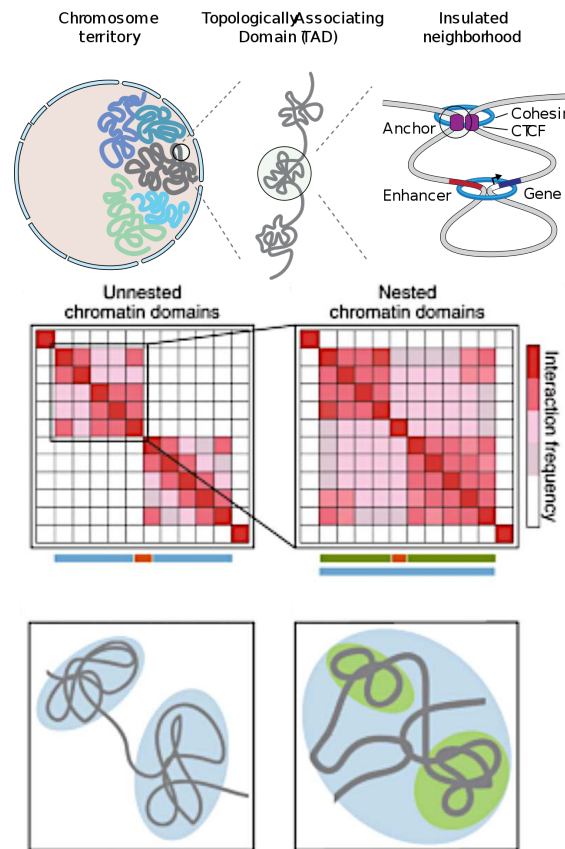 Chromosome
territory
Topologically Associating
Domain (TAD)
Insulated
neighborhood
Cohesin
Anchor
CTCF
Enhancer
Gene
Unnested
chromatin domains
Nested
chromatin domains
Interaction frequency